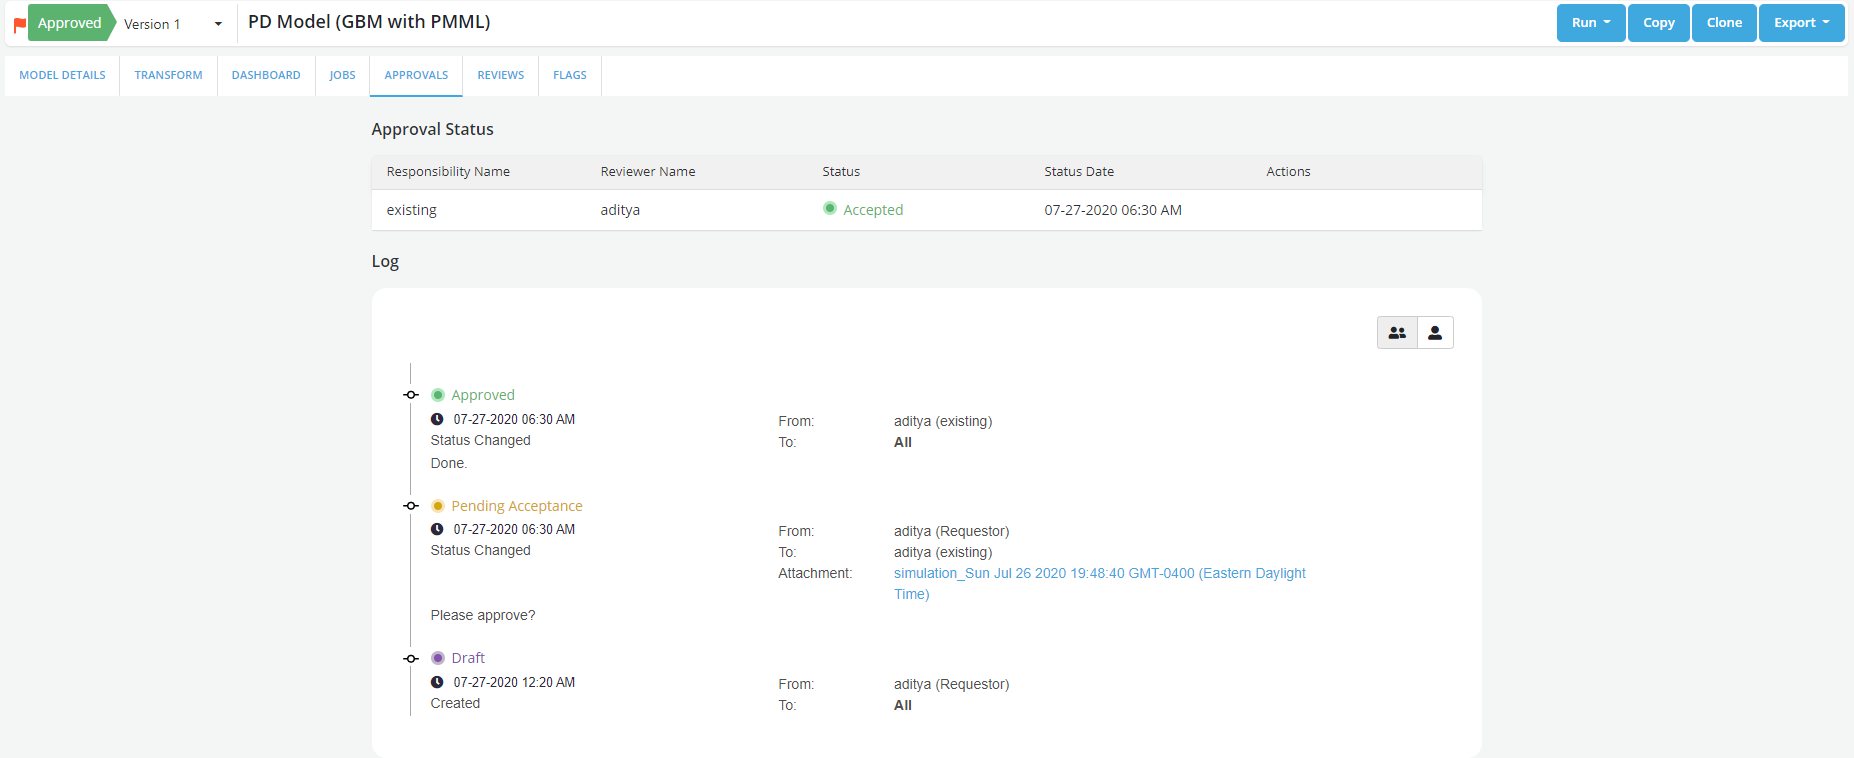 Approved Version 1 PD Model (GBM with PMML) Run Copy Clone Export
MODEL DETAILS TRANSFORM DASHBOARD JOBS APPROVALS REVIEWS FLAGS
Approval Status
Responsibility Name Reviewer Name Status Status Date Actions
existing aditya Accepted 07-27-2020 06:30 AM
Log
Approved
07-27-2020 06:30 AM From: aditya (existing)
Status Changed To: All
Done.
Pending Acceptance
07-27-2020 06:30 AM From: aditya (Requestor)
Status Changed To: aditya (existing)
Attachment: simulation_Sun Jul 26 2020 19:48:40 GMT-0400 (Eastern Daylight
Time)
Please approve?
Draft
07-27-2020 12:20 AM From: aditya (Requestor)
Created To: All